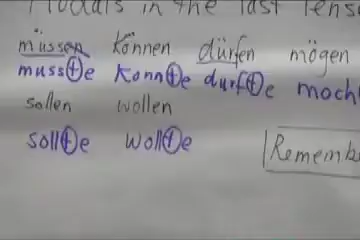 Modals in the Past Tense
müssen können dürfen mögen
musste konnte durfte moch
sollen wollen
sollte wollte
Rememb